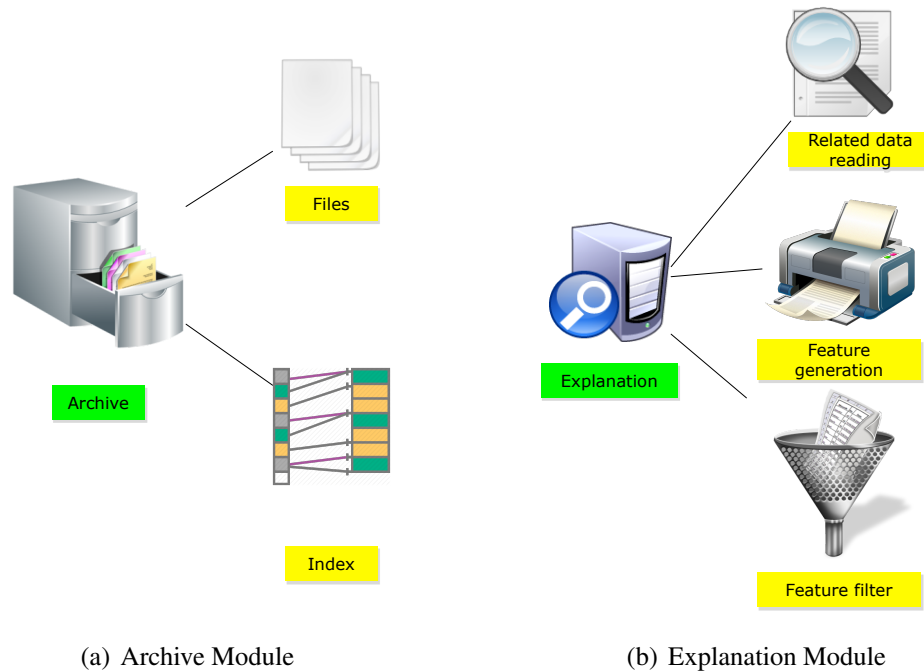 Files
Archive
Index
(a) Archive Module
Related data
reading
Explanation
Feature
generation
Feature filter
(b) Explanation Module